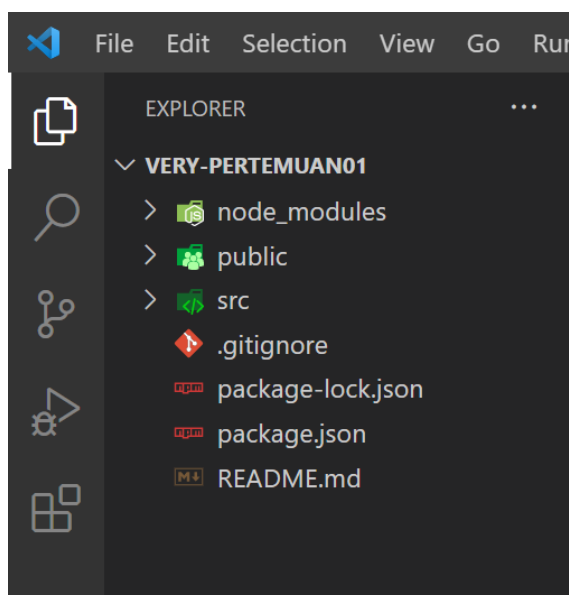 File Edit Selection View Go Run
EXPLORER
VERY-PERTEMUAN01
node_modules
public
src
.gitignore
package-lock.json
package.json
README.md